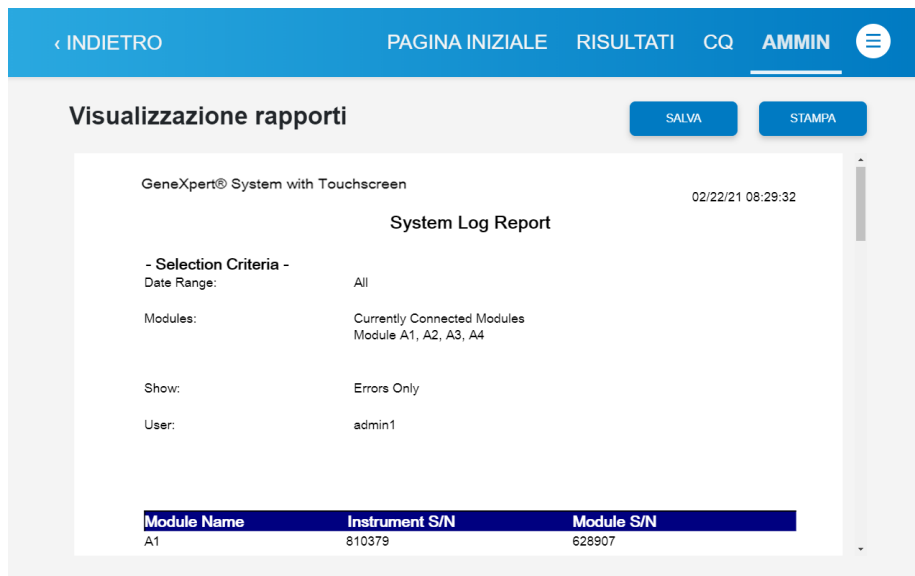 ‹ INDIETRO PAGINA INIZIALE RISULTATI CQ AMMIN
Visualizzazione rapporti SALVA STAMPA
GeneXpert® System with Touchscreen
02/22/21 08:29:32
System Log Report
- Selection Criteria -
Date Range: All
Modules: Currently Connected Modules
Module A1, A2, A3, A4
Show: Errors Only
User: admin1
Module Name Instrument S/N Module S/N
A1 810379 628907